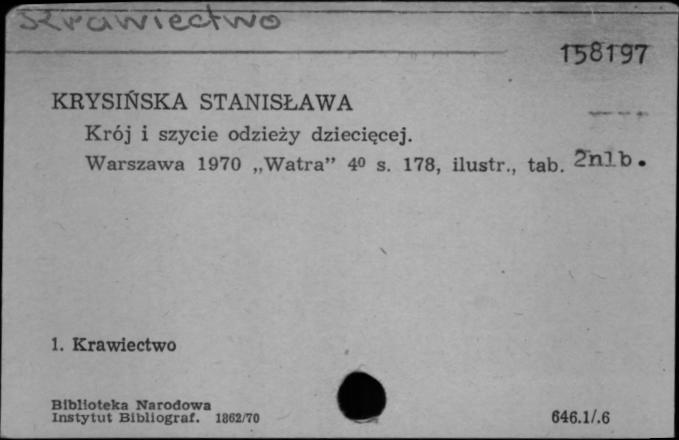 Krawiectwo
158197
KRYSIŃSKA STANISŁAWA
Krój i szycie odzieży dziecięcej.
Warszawa 1970 „Watra” 4⁰ s. 178, ilustr., tab. 2nlb.
1. Krawiectwo
Biblioteka Narodowa
Instytut Bibliograf. 1862/70
646.1/.6